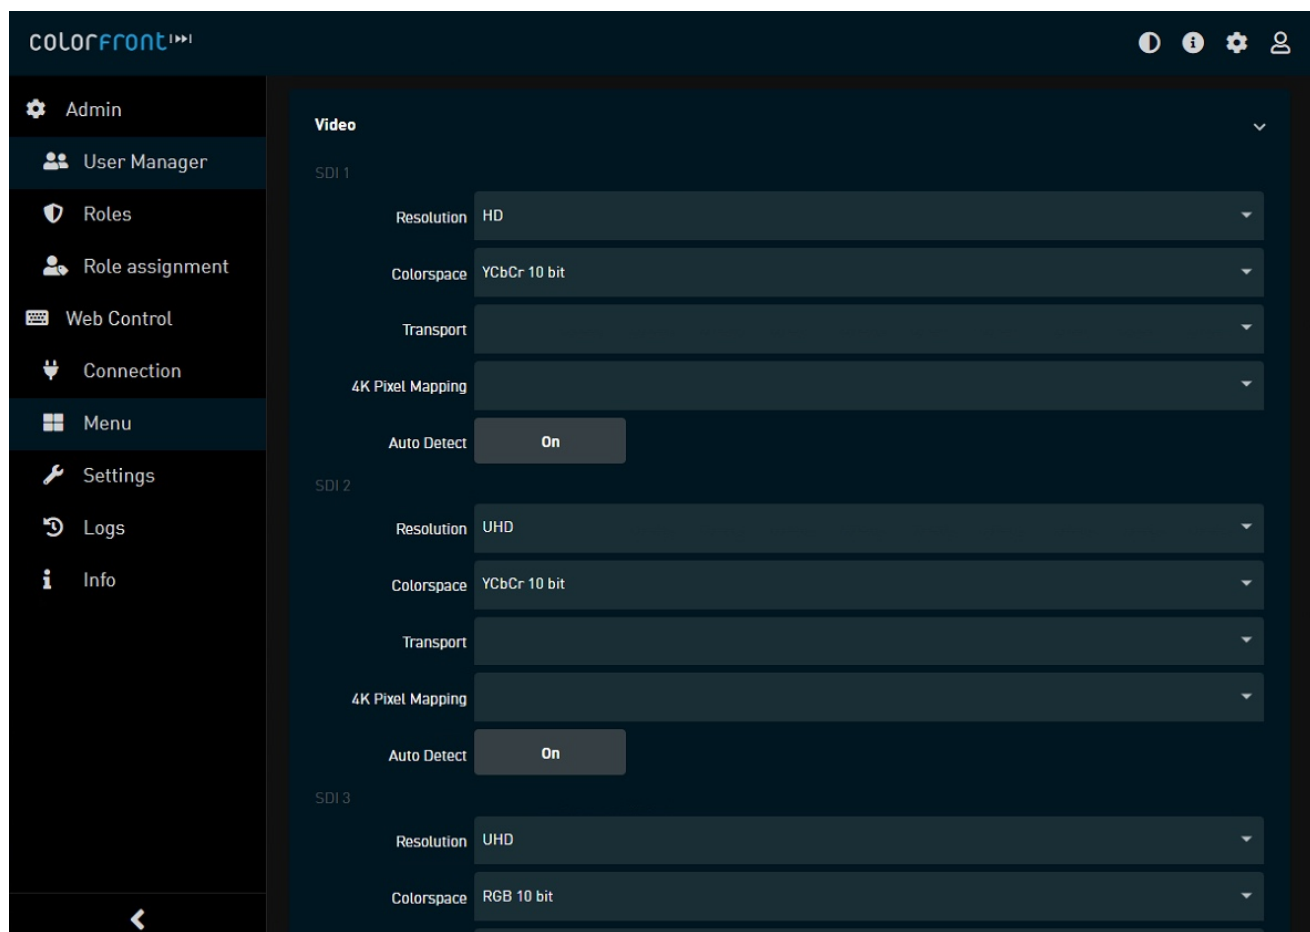 colorfront
Admin
User Manager
Roles
Role assignment
Web Control
Connection
Menu
Settings
Logs
Info
Video
SDI 1
Resolution HD
Colorspace YCbCr 10 bit
Transport
4K Pixel Mapping
Auto Detect On
SDI 2
Resolution UHD
Colorspace YCbCr 10 bit
Transport
4K Pixel Mapping
Auto Detect On
SDI 3
Resolution UHD
Colorspace RGB 10 bit